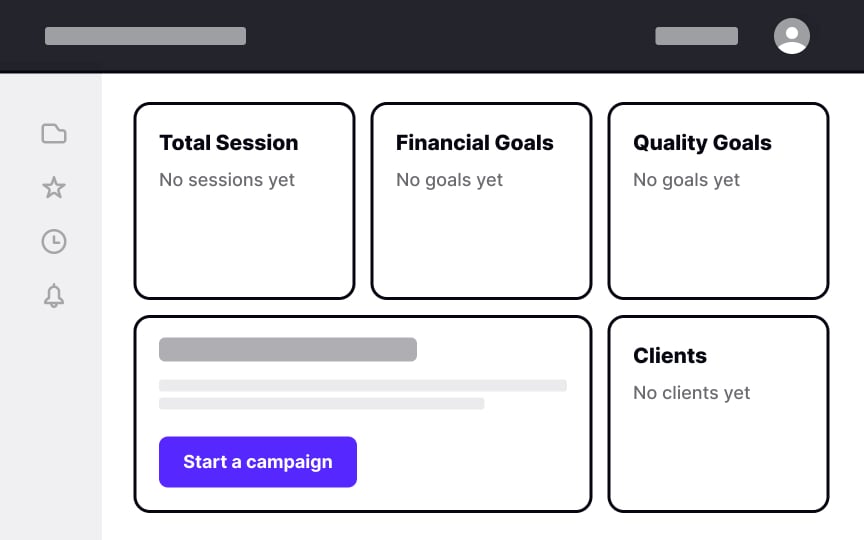 Total Session
No sessions yet
Financial Goals
No goals yet
Quality Goals
No goals yet
Start a campaign
Clients
No clients yet